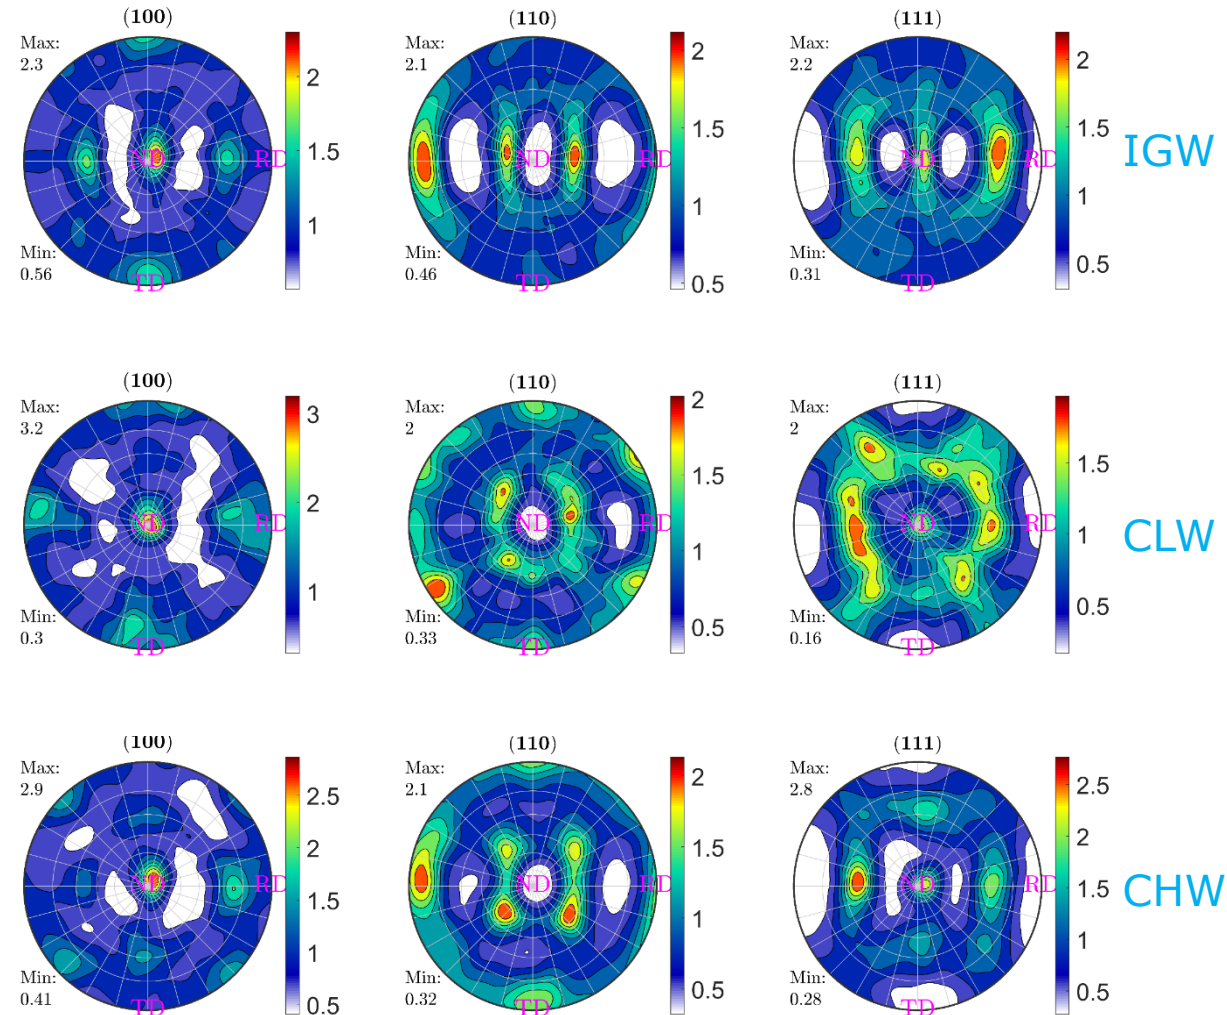 (100)
(110)
(111)
Max:
2.3
Max:
2.1
Max:
2.2
2
1.5
1
2
1.5
1
0.5
2
1.5
1
0.5
ND
RD
TD
ND
RD
TD
ND
RD
TD
Min:
0.56
Min:
0.46
Min:
0.31
IGW
(100)
(110)
(111)
Max:
3.2
Max:
2
Max:
2
3
2
1
2
1.5
1
0.5
1.5
1
0.5
ND
RD
TD
ND
RD
TD
ND
RD
TD
Min:
0.3
Min:
0.33
Min:
0.16
CLW
(100)
(110)
(111)
Max:
2.9
Max:
2.1
Max:
2.8
2.5
2
1.5
1
0.5
2
1.5
1
0.5
2.5
2
1.5
1
0.5
ND
RD
TD
ND
RD
TD
ND
RD
TD
Min:
0.41
Min:
0.32
Min:
0.28
CHW